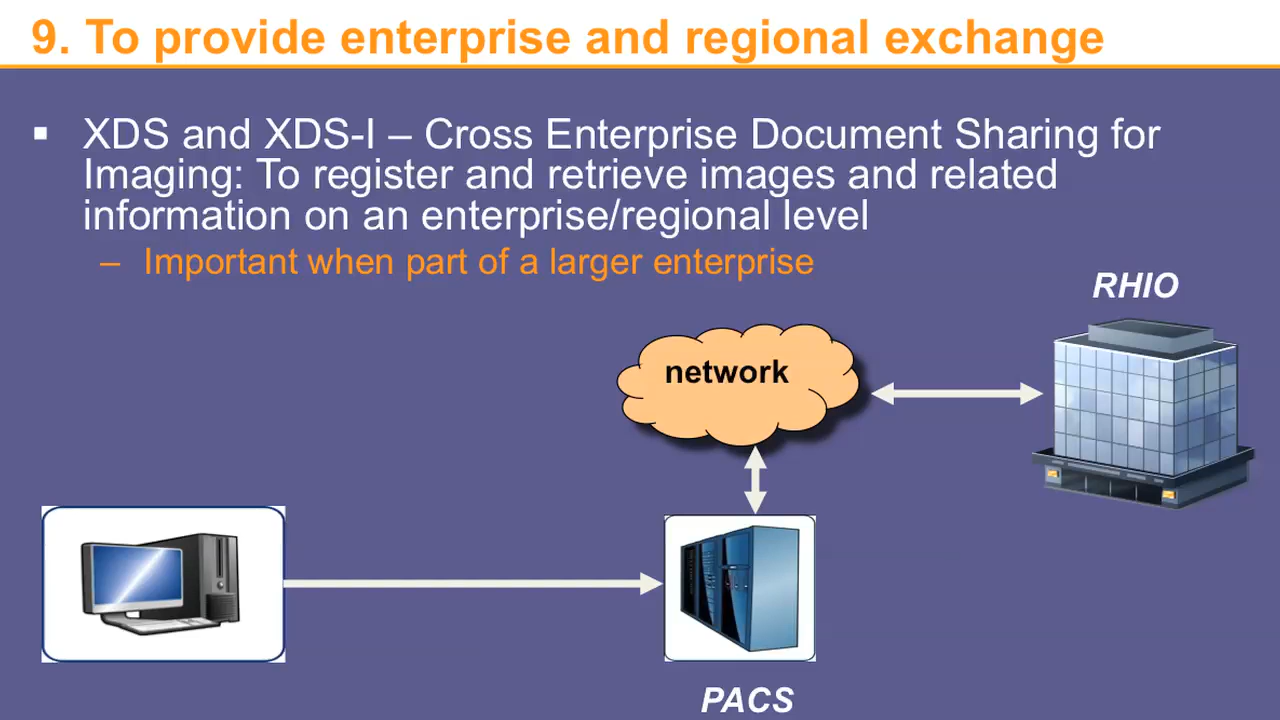 9. To provide enterprise and regional exchange
▪ XDS and XDS-I – Cross Enterprise Document Sharing for
Imaging: To register and retrieve images and related
information on an enterprise/regional level
– Important when part of a larger enterprise
RHIO
network
PACS